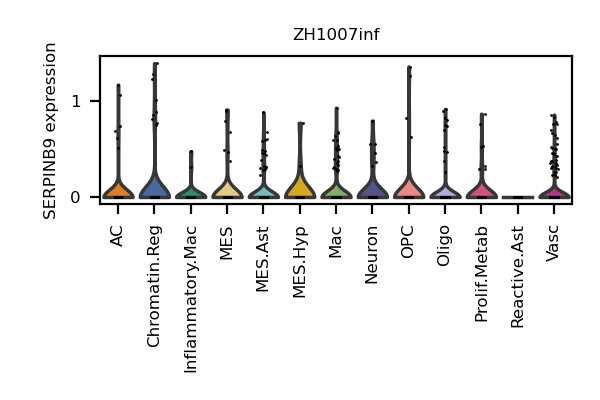 ZH1007inf
SERPINB9 expression
1
0
AC
Chromatin.Reg
Inflammatory.Mac
MES
MES.Ast
MES.Hyp
Mac
Neuron
OPC
Oligo
Prolif.Metab
Reactive.Ast
Vasc